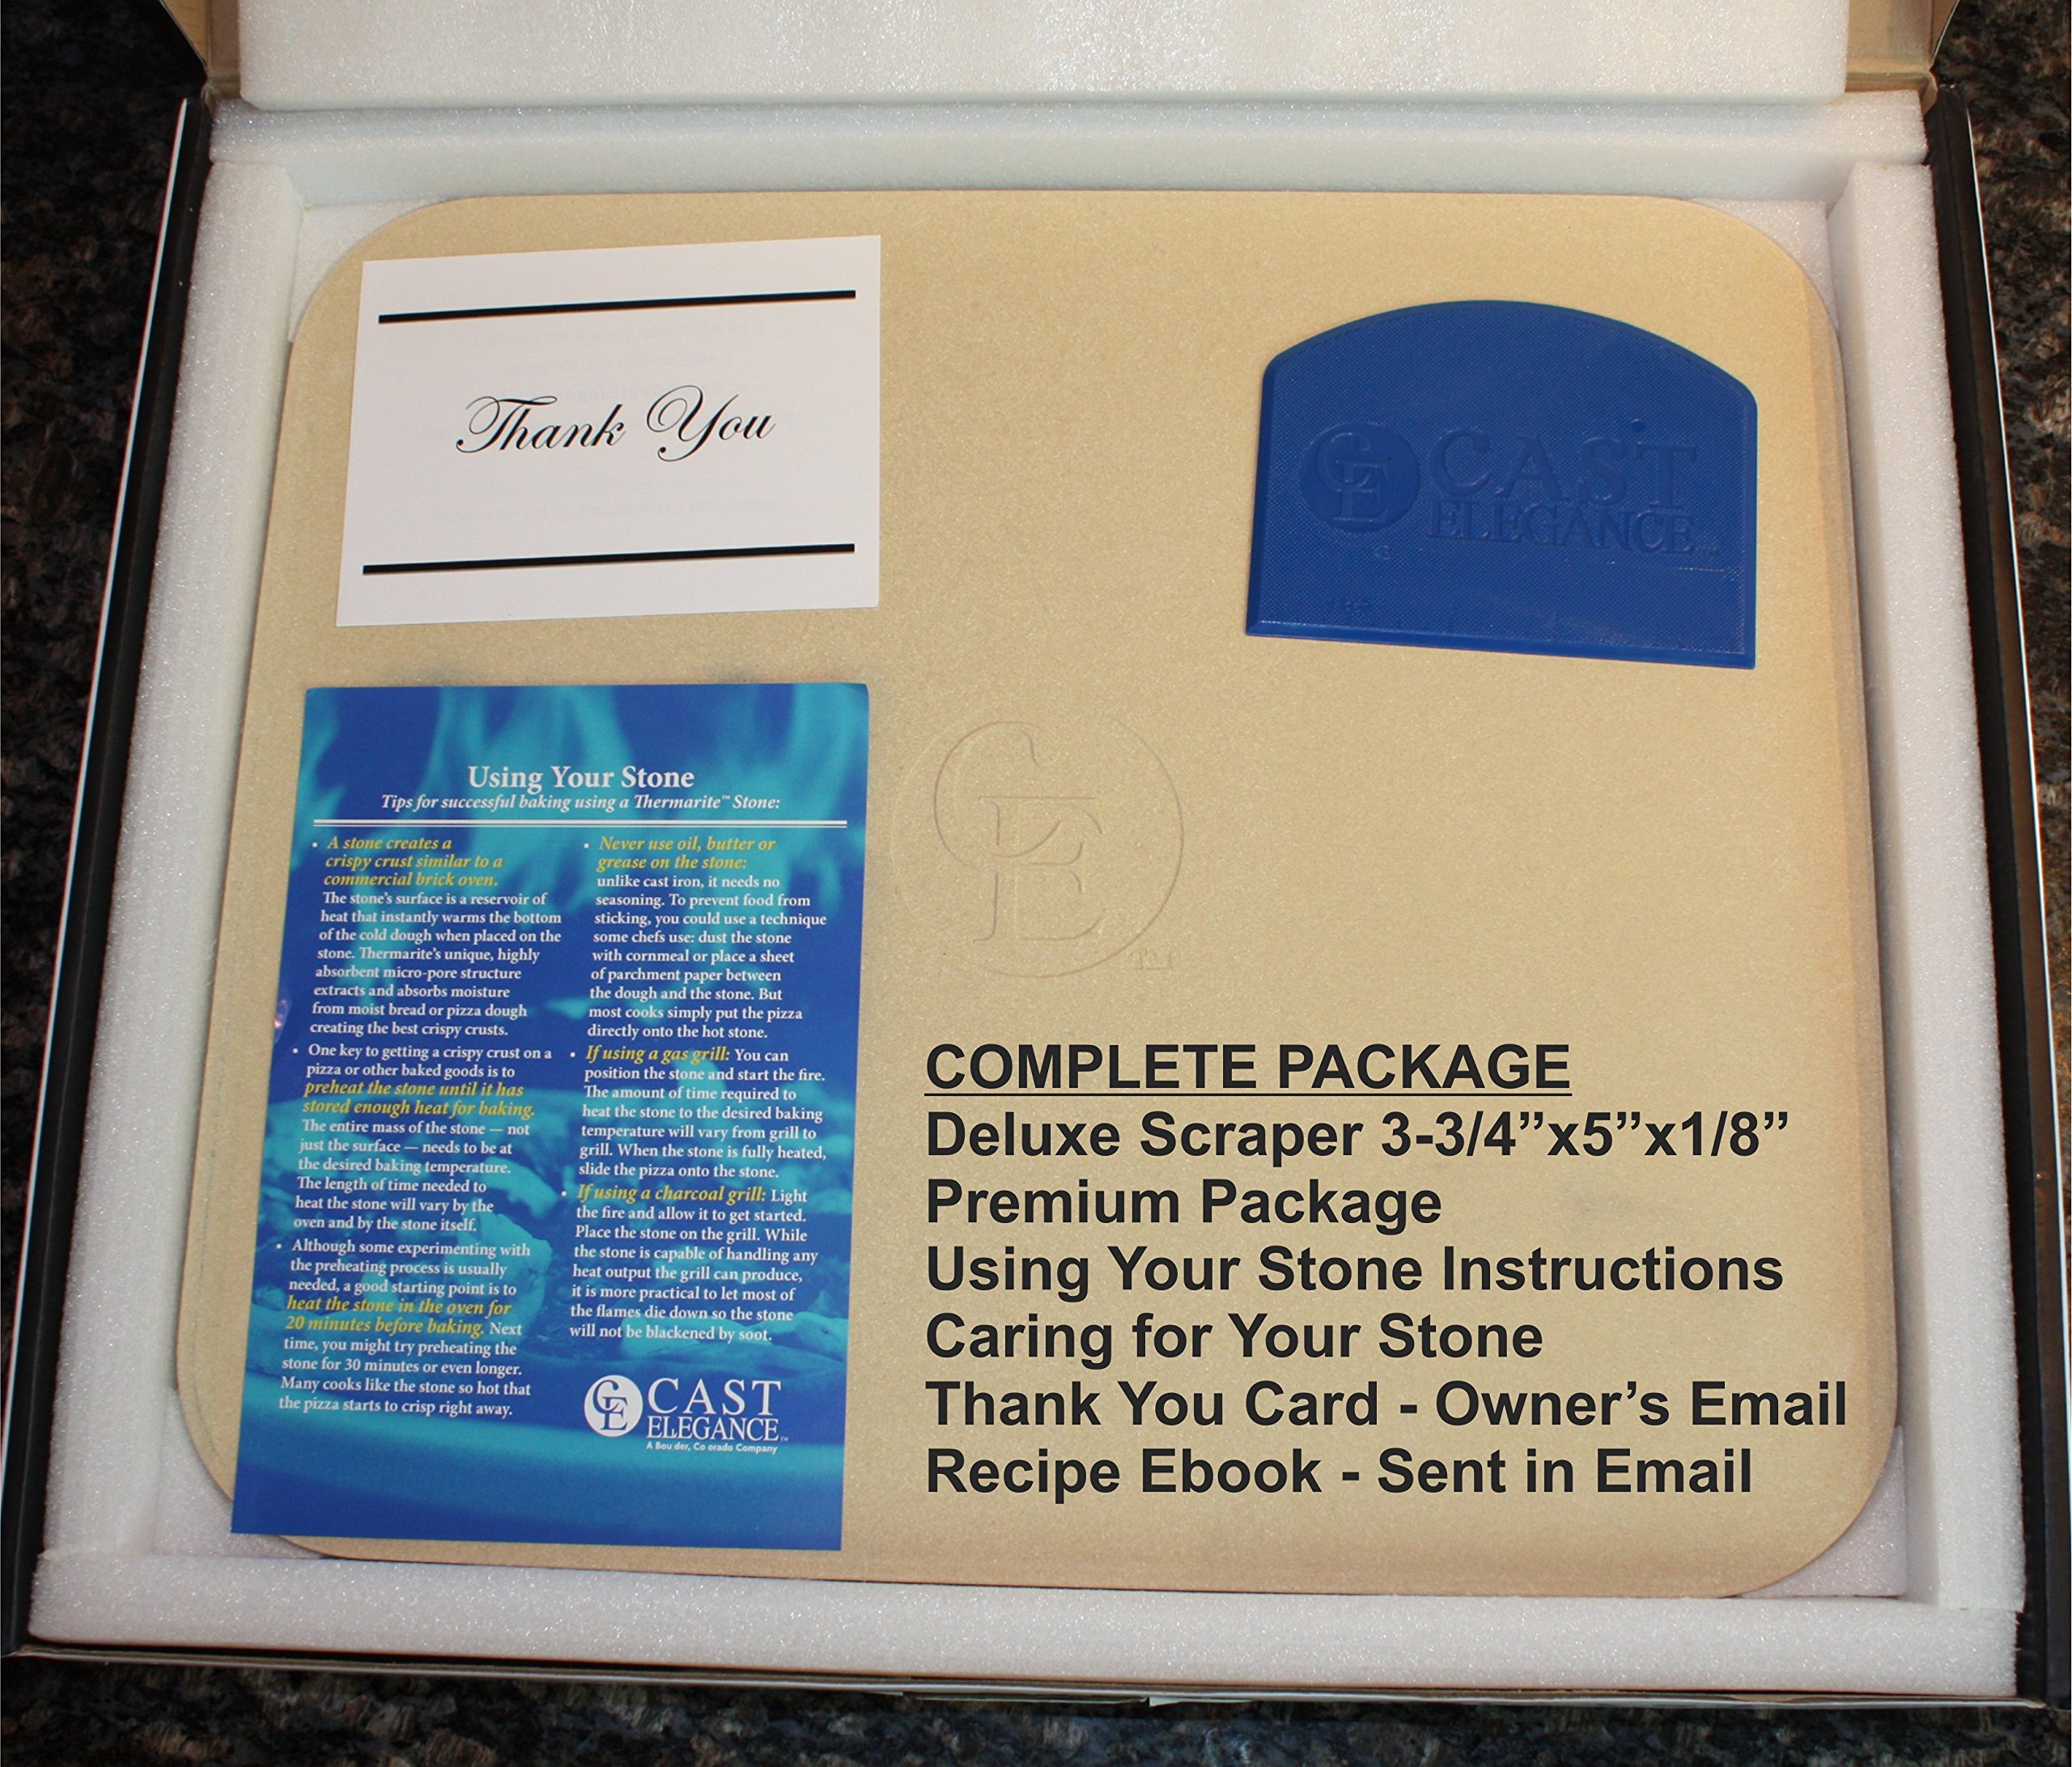 Thank You
CE CAST
ELEGANCE
Using Your Stone
Tips for successful baking using a Thermarite™ Stone:
• A stone creates a
crispy crust similar to a
commercial brick oven.
The stone's surface is a reservoir of
heat that instantly warms the bottom
of the cold dough when placed on the
stone. Thermarite's unique, highly
absorbent micro-pore structure
extracts and absorbs moisture
from moist bread or pizza dough
creating the best crispy crusts.
• One key to getting a crispy crust on a
pizza or other baked goods is to
preheat the stone until it has
stored enough heat for baking.
The entire mass of the stone — not
just the surface — needs to be at
the desired baking temperature.
The length of time needed to
heat the stone will vary by the
oven and by the stone itself.
• Although some experimenting with
the preheating process is usually
needed, a good starting point is to
heat the stone in the oven for
20 minutes before baking. Next
time, you might try preheating the
stone for 30 minutes or even longer.
Many cooks like the stone so hot that
the pizza starts to crisp right away.
• Never use oil, butter or
grease on the stone:
unlike cast iron, it needs no
seasoning. To prevent food from
sticking, you could use a technique
some chefs use: dust the stone
with cornmeal or place a sheet
of parchment paper between
the dough and the stone. But
most cooks simply put the pizza
directly onto the hot stone.
• If using a gas grill: You can
position the stone and start the fire.
The amount of time required to
heat the stone to the desired baking
temperature will vary from grill to
grill. When the stone is fully heated,
slide the pizza onto the stone.
• If using a charcoal grill: Light
the fire and allow it to get started.
Place the stone on the grill. While
the stone is capable of handling any
heat output the grill can produce,
it is more practical to let most of
the flames die down so the stone
will not be blackened by soot.
CE CAST
ELEGANCE™
A Bou der, Co orado Company
CE™
COMPLETE PACKAGE
Deluxe Scraper 3-3/4”x5”x1/8”
Premium Package
Using Your Stone Instructions
Caring for Your Stone
Thank You Card - Owner’s Email
Recipe Ebook - Sent in Email